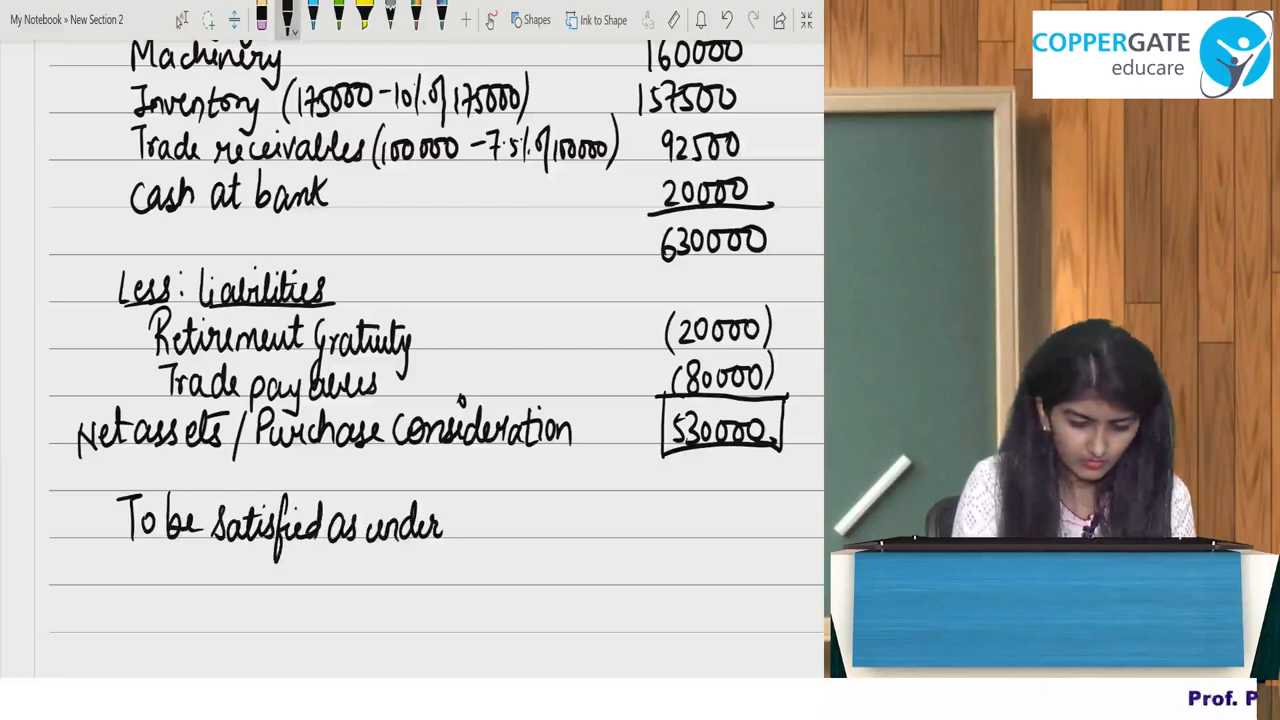 My Notebook » New Section 2
Shapes
Ink to Shape
COPPERGATE
educare
Machinery 160000
Inventory (175000 - 10% of 175000) 157500
Trade receivables (100000 - 7.5% of 100000) 92500
Cash at bank 20000
630000
Less: Liabilities
Retirement Gratuity (20000)
Trade payables (80000)
Net assets / Purchase Consideration 530000
To be satisfied as under
Prof. P